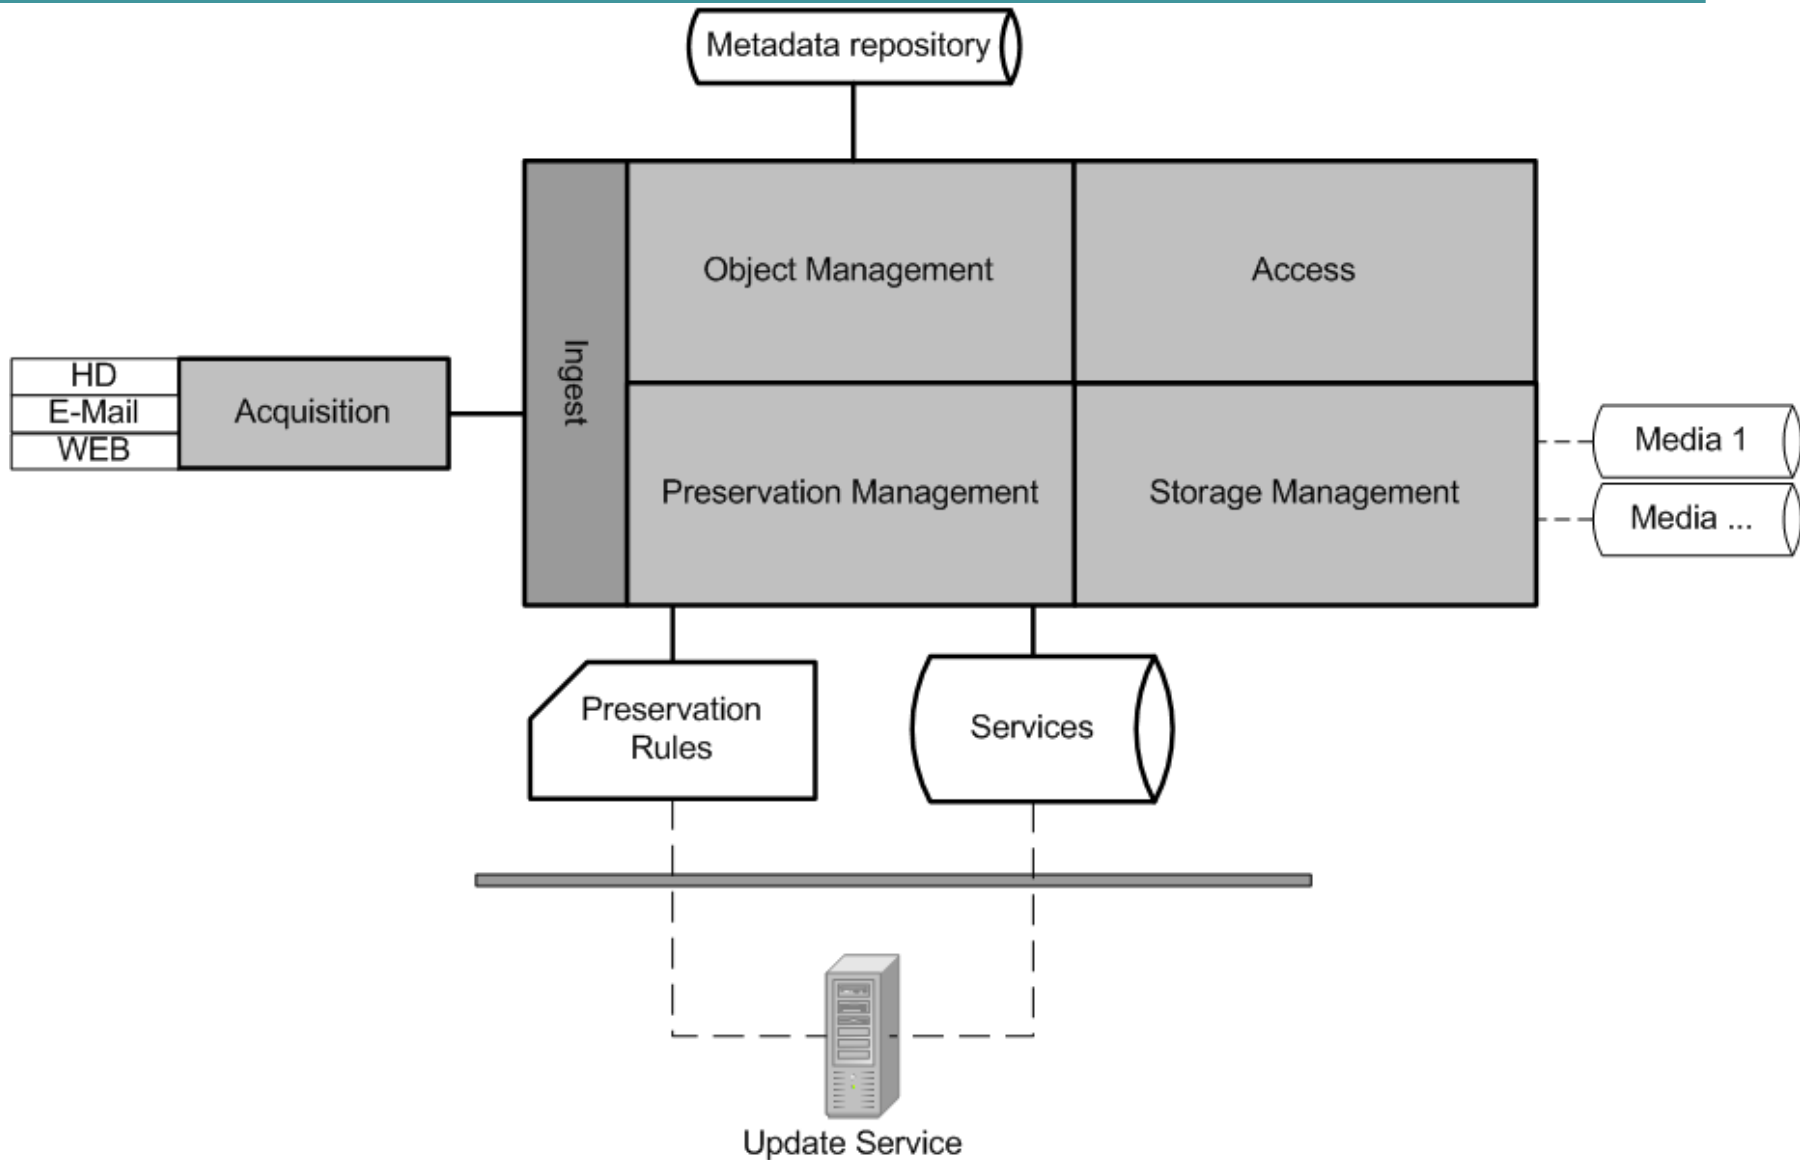 Metadata repository
Object Management
Access
Ingest
HD
E-Mail
WEB
Acquisition
Preservation Management
Storage Management
Media 1
Media ...
Preservation
Rules
Services
Update Service